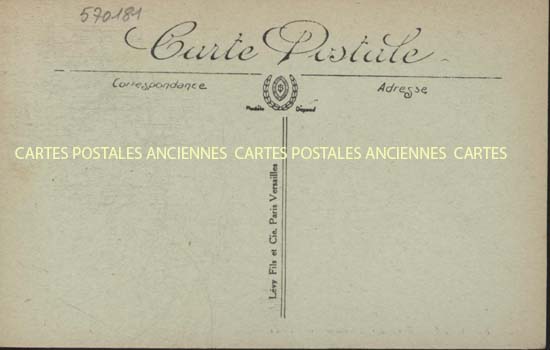 570181
Carte Postale
Correspondance
Adresse
Modèle Déposé
CARTES POSTALES ANCIENNES CARTES POSTALES ANCIENNES CARTES
Lévy Fils et Cie, Paris Versailles